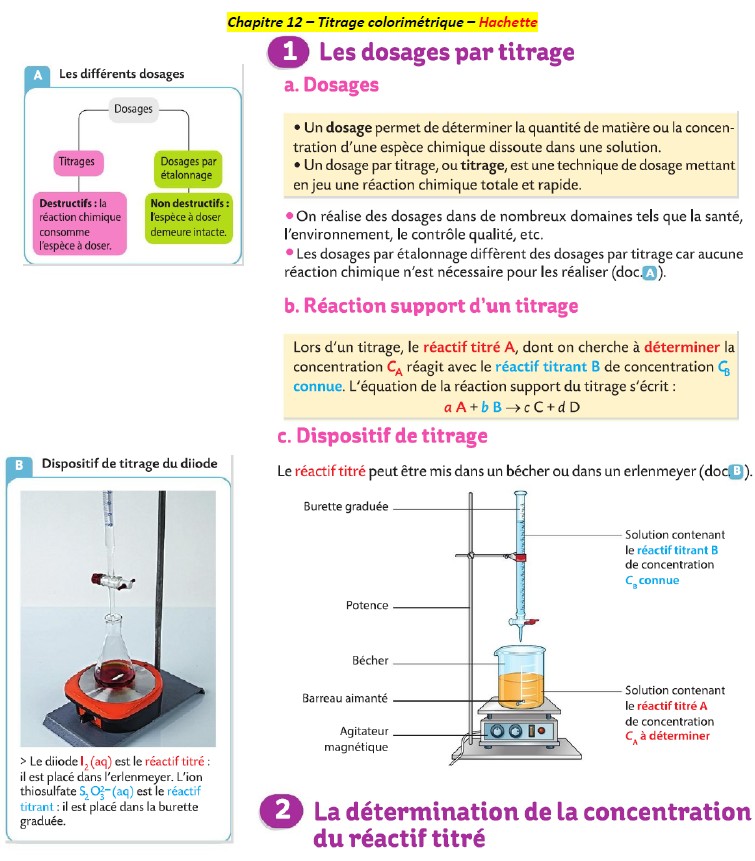 Chapitre 12 – Titrage colorimétrique – Hachette
1 Les dosages par titrage
a. Dosages
A Les différents dosages
Dosages
Titrages
Dosages par
étalonnage
Destructifs : la
réaction chimique
consomme
l'espèce à doser.
Non destructifs :
l'espèce à doser
demeure intacte.
• Un dosage permet de déterminer la quantité de matière ou la concen-
tration d'une espèce chimique dissoute dans une solution.
• Un dosage par titrage, ou titrage, est une technique de dosage mettant
en jeu une réaction chimique totale et rapide.
• On réalise des dosages dans de nombreux domaines tels que la santé,
l'environnement, le contrôle qualité, etc.
• Les dosages par étalonnage diffèrent des dosages par titrage car aucune
réaction chimique n'est nécessaire pour les réaliser (doc. A).
b. Réaction support d'un titrage
Lors d'un titrage, le réactif titré A, dont on cherche à déterminer la
concentration CA réagit avec le réactif titrant B de concentration CB
connue. L'équation de la réaction support du titrage s'écrit :
a A + b B → c C + d D
c. Dispositif de titrage
Le réactif titré peut être mis dans un bécher ou dans un erlenmeyer (doc. B).
B Dispositif de titrage du diiode
> Le diiode I2(aq) est le réactif titré :
il est placé dans l'erlenmeyer. L'ion
thiosulfate S2O3^2–(aq) est le réactif
titrant : il est placé dans la burette
graduée.
Burette graduée
Potence
Bécher
Barreau aimanté
Agitateur
magnétique
Solution contenant
le réactif titrant B
de concentration
CB connue
Solution contenant
le réactif titré A
de concentration
CA à déterminer
2 La détermination de la concentration
du réactif titré